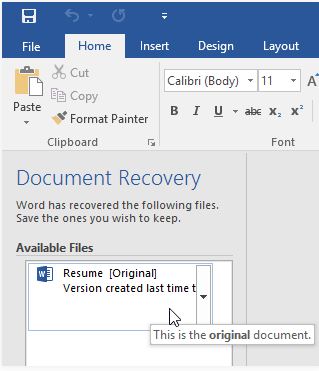 File Home Insert Design Layout
Cut
Copy
Format Painter
Paste
Clipboard
Calibri (Body) 11
B I U abc x₂ x²
Font
Document Recovery
Word has recovered the following files.
Save the ones you wish to keep.
Available Files
Resume [Original]
Version created last time t
This is the original document.